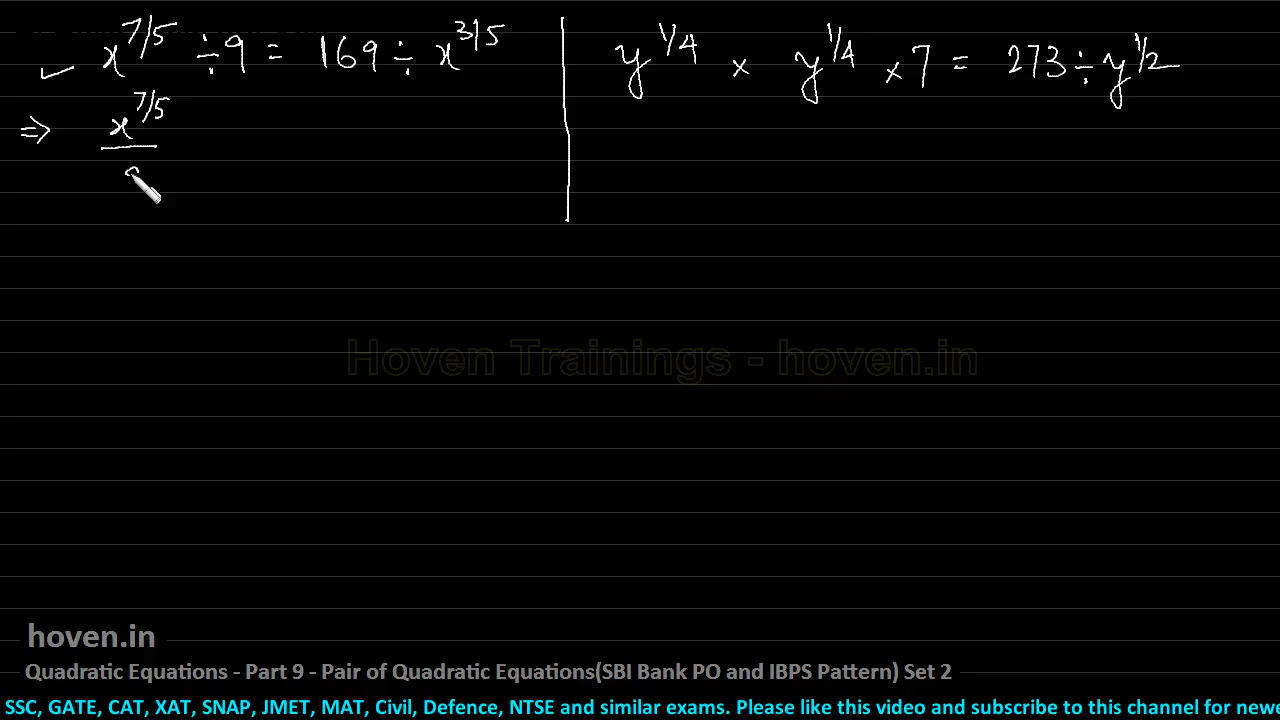 x^7/5 ÷ 9 = 169 ÷ x^3/5
⇒ x^7/5
y^1/4 × y^1/4 × 7 = 273 ÷ y^1/2
Hoven Trainings - hoven.in
hoven.in
Quadratic Equations - Part 9 - Pair of Quadratic Equations(SBI Bank PO and IBPS Pattern) Set 2
SSC, GATE, CAT, XAT, SNAP, JMET, MAT, Civil, Defence, NTSE and similar exams. Please like this video and subscribe to this channel for newe